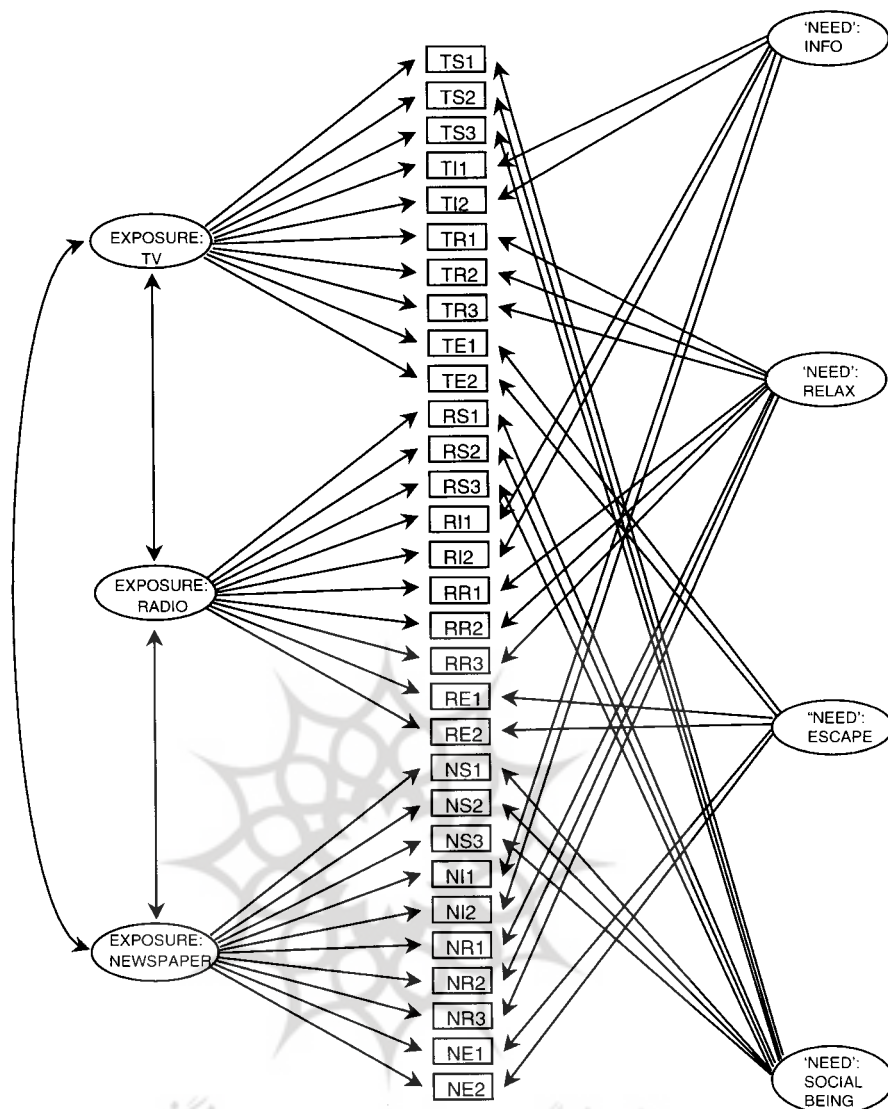 TS1
TS2
TS3
TI1
TI2
TR1
TR2
TR3
TE1
TE2
RS1
RS2
RS3
RI1
RI2
RR1
RR2
RR3
RE1
RE2
NS1
NS2
NS3
NI1
NI2
NR1
NR2
NR3
NE1
NE2
EXPOSURE:
TV
EXPOSURE:
RADIO
EXPOSURE:
NEWSPAPER
'NEED':
INFO
'NEED':
RELAX
“NEED':
ESCAPE
'NEED':
SOCIAL
BEING